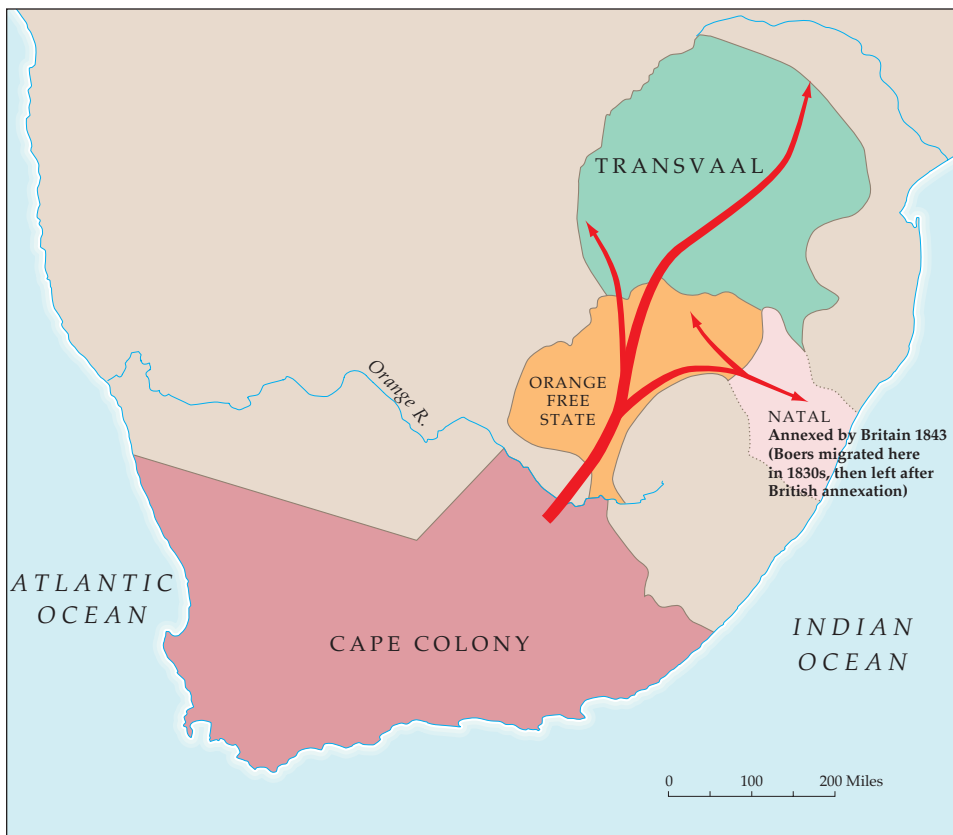 TRANSVAAL
Orange R.
ORANGE
FREE
STATE
NATAL
Annexed by Britain 1843
(Boers migrated here
in 1830s, then left after
British annexation)
ATLANTIC
OCEAN
CAPE COLONY
INDIAN
OCEAN
0 100 200 Miles